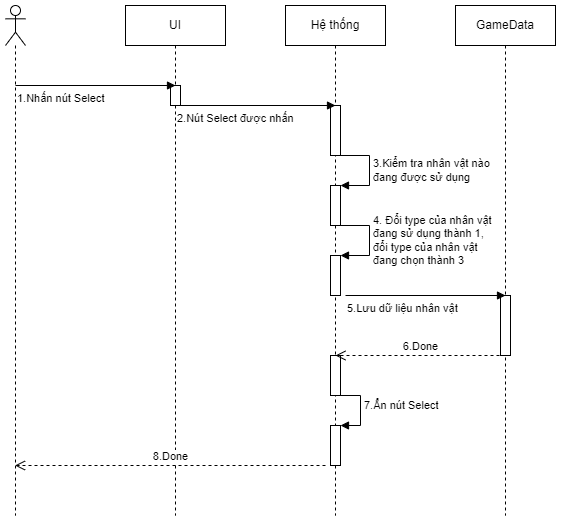 UI
Hệ thống
GameData
1.Nhấn nút Select
2.Nút Select được nhấn
3.Kiểm tra nhân vật nào
đang được sử dụng
4. Đổi type của nhân vật
đang sử dụng thành 1,
đổi type của nhân vật
đang chọn thành 3
5.Lưu dữ liệu nhân vật
6.Done
7.Ẩn nút Select
8.Done